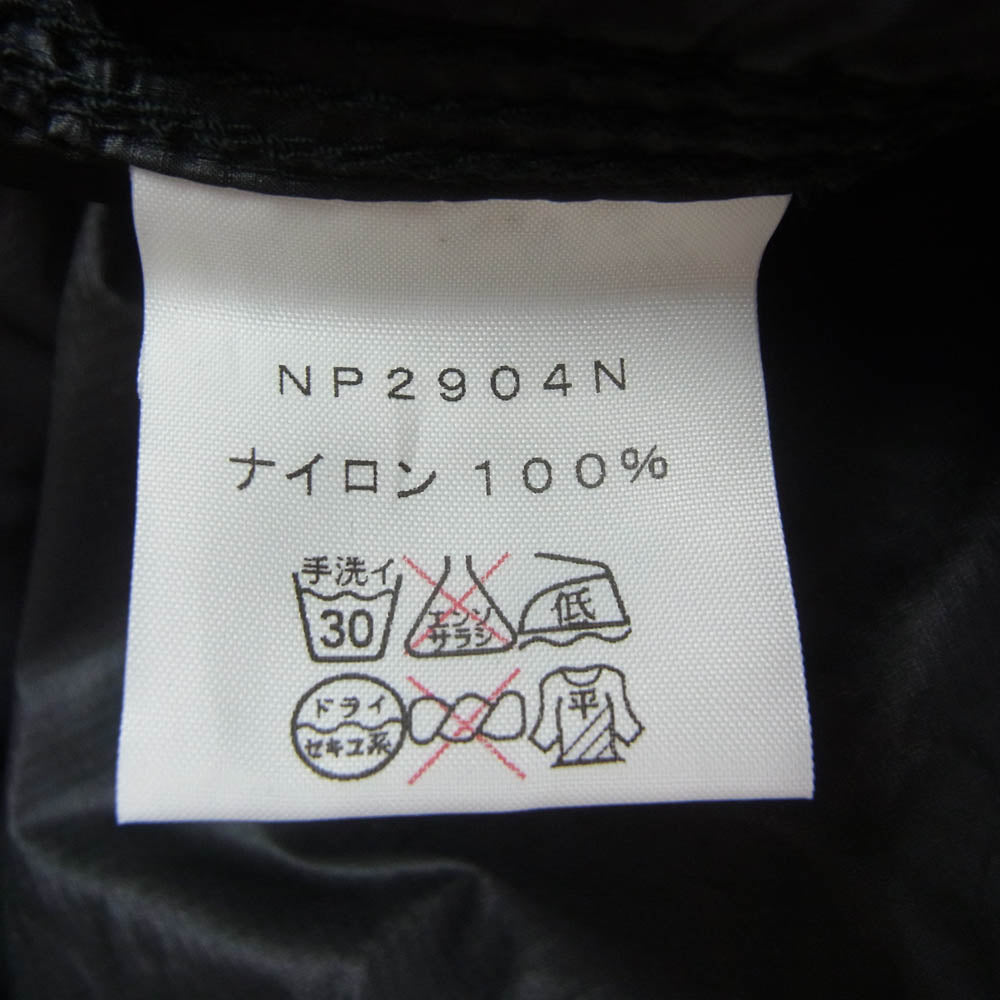 NP2904N
ナイロン 100%
手洗イ
30
エンソ
サラシ
低
ドライ
セキユ系
平